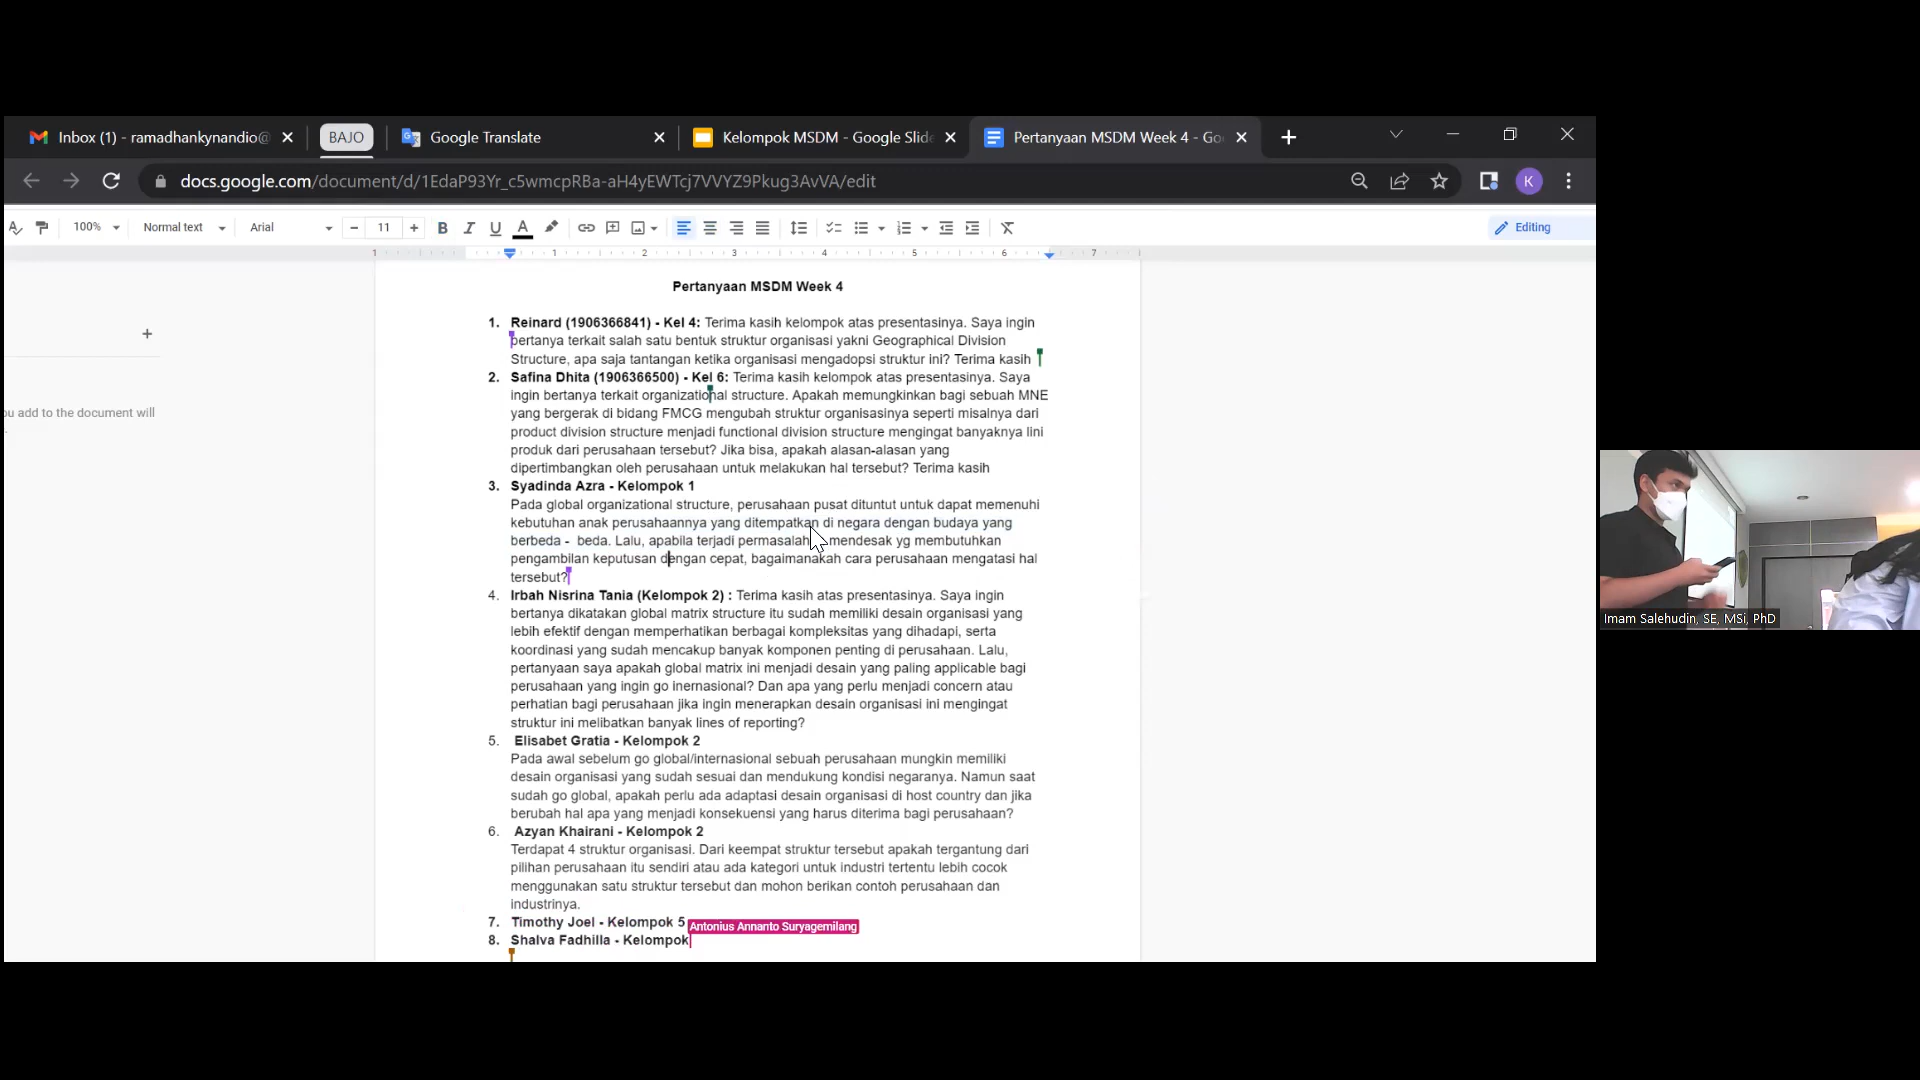 Inbox (1) - ramadhankynandio@
BAJO
Google Translate
Kelompok MSDM - Google Slide
Pertanyaan MSDM Week 4 - Go
docs.google.com/document/d/1EdaP93Yr_c5wmcpRBa-aH4yEWTcj7VVYZ9Pkug3AvVA/edit
K
100% Normal text Arial 11 B I U A Editing
1 1 2 3 4 5 6 7
ou add to the document will
Pertanyaan MSDM Week 4
1. Reinard (1906366841) - Kel 4: Terima kasih kelompok atas presentasinya. Saya ingin
bertanya terkait salah satu bentuk struktur organisasi yakni Geographical Division
Structure, apa saja tantangan ketika organisasi mengadopsi struktur ini? Terima kasih
2. Safina Dhita (1906366500) - Kel 6: Terima kasih kelompok atas presentasinya. Saya
ingin bertanya terkait organizational structure. Apakah memungkinkan bagi sebuah MNE
yang bergerak di bidang FMCG mengubah struktur organisasinya seperti misalnya dari
product division structure menjadi functional division structure mengingat banyaknya lini
produk dari perusahaan tersebut? Jika bisa, apakah alasan-alasan yang
dipertimbangkan oleh perusahaan untuk melakukan hal tersebut? Terima kasih
3. Syadinda Azra - Kelompok 1
Pada global organizational structure, perusahaan pusat dituntut untuk dapat memenuhi
kebutuhan anak perusahaannya yang ditempatkan di negara dengan budaya yang
berbeda - beda. Lalu, apabila terjadi permasalah mendesak yg membutuhkan
pengambilan keputusan dengan cepat, bagaimanakah cara perusahaan mengatasi hal
tersebut?
4. Irbah Nisrina Tania (Kelompok 2) : Terima kasih atas presentasinya. Saya ingin
bertanya dikatakan global matrix structure itu sudah memiliki desain organisasi yang
lebih efektif dengan memperhatikan berbagai kompleksitas yang dihadapi, serta
koordinasi yang sudah mencakup banyak komponen penting di perusahaan. Lalu,
pertanyaan saya apakah global matrix ini menjadi desain yang paling applicable bagi
perusahaan yang ingin go inernasional? Dan apa yang perlu menjadi concern atau
perhatian bagi perusahaan jika ingin menerapkan desain organisasi ini mengingat
struktur ini melibatkan banyak lines of reporting?
5. Elisabet Gratia - Kelompok 2
Pada awal sebelum go global/internasional sebuah perusahaan mungkin memiliki
desain organisasi yang sudah sesuai dan mendukung kondisi negaranya. Namun saat
sudah go global, apakah perlu ada adaptasi desain organisasi di host country dan jika
berubah hal apa yang menjadi konsekuensi yang harus diterima bagi perusahaan?
6. Azyan Khairani - Kelompok 2
Terdapat 4 struktur organisasi. Dari keempat struktur tersebut apakah tergantung dari
pilihan perusahaan itu sendiri atau ada kategori untuk industri tertentu lebih cocok
menggunakan satu struktur tersebut dan mohon berikan contoh perusahaan dan
industrinya.
7. Timothy Joel - Kelompok 5
Antonius Annanto Suryagemilang
8. Shalva Fadhilla - Kelompok
Imam Salehudin, SE, MSi, PhD